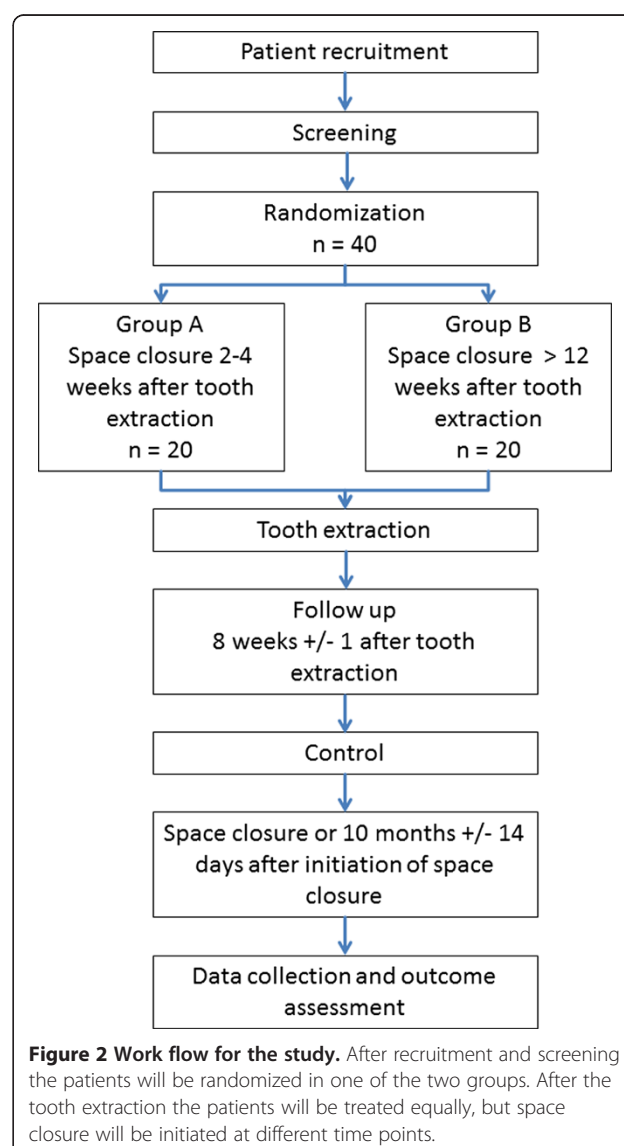 Patient recruitment
Screening
Randomization
n = 40
Group A
Space closure 2-4
weeks after tooth
extraction
n = 20
Group B
Space closure > 12
weeks after tooth
extraction
n = 20
Tooth extraction
Follow up
8 weeks +/- 1 after tooth
extraction
Control
Space closure or 10 months +/- 14
days after initiation of space
closure
Data collection and outcome
assessment
Figure 2 Work flow for the study. After recruitment and screening
the patients will be randomized in one of the two groups. After the
tooth extraction the patients will be treated equally, but space
closure will be initiated at different time points.